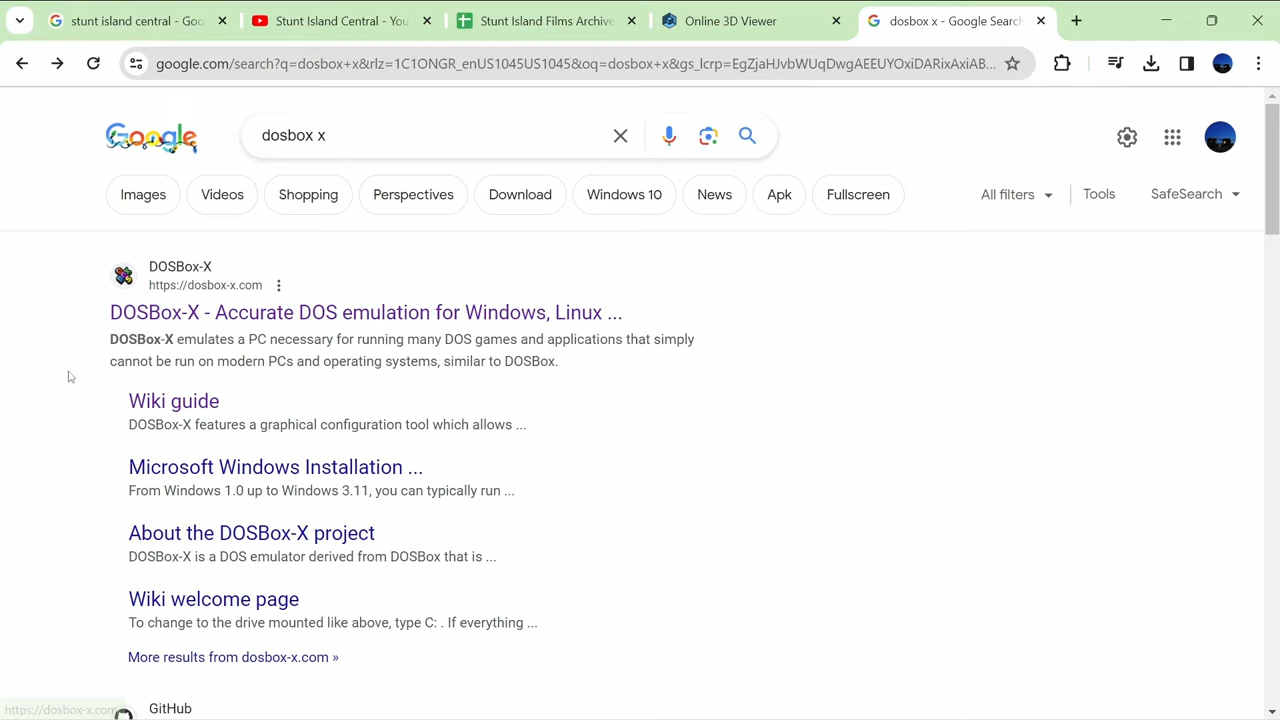 stunt island central - Goo
Stunt Island Central - You
Stunt Island Films Archive
Online 3D Viewer
dosbox x - Google Search
google.com/search?q=dosbox+x&rlz=1C1ONGR_enUS1045US1045&oq=dosbox+x&gs_lcrp=EgZjaHJvbWUqDwgAEEUYOxiDARixAxiAB...
Google
dosbox x
Images
Videos
Shopping
Perspectives
Download
Windows 10
News
Apk
Fullscreen
All filters
Tools
SafeSearch
DOSBox-X
https://dosbox-x.com
DOSBox-X - Accurate DOS emulation for Windows, Linux ...
DOSBox-X emulates a PC necessary for running many DOS games and applications that simply
cannot be run on modern PCs and operating systems, similar to DOSBox.
Wiki guide
DOSBox-X features a graphical configuration tool which allows ...
Microsoft Windows Installation ...
From Windows 1.0 up to Windows 3.11, you can typically run ...
About the DOSBox-X project
DOSBox-X is a DOS emulator derived from DOSBox that is ...
Wiki welcome page
To change to the drive mounted like above, type C: . If everything ...
More results from dosbox-x.com »
GitHub
https://dosbox-x.com